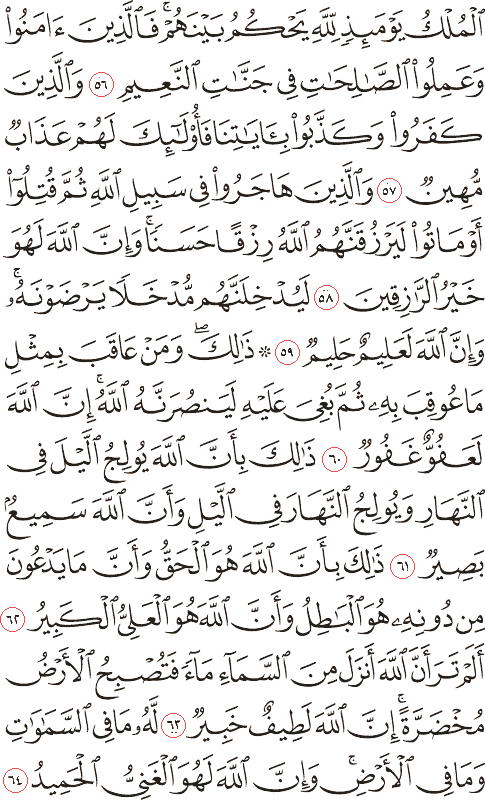 ٱلْمُلْكُ يَوْمَئِذٍ لِّلَّهِ يَحْكُمُ بَيْنَهُمْ ۚ فَٱلَّذِينَ ءَامَنُوا۟
وَعَمِلُوا۟ ٱلصَّٰلِحَٰتِ فِى جَنَّٰتِ ٱلنَّعِيمِ ٥٦ وَٱلَّذِينَ
كَفَرُوا۟ وَكَذَّبُوا۟ بِـَٔايَٰتِنَا فَأُو۟لَٰٓئِكَ لَهُمْ عَذَابٌ
مُّهِينٌ ٥٧ وَٱلَّذِينَ هَاجَرُوا۟ فِى سَبِيلِ ٱللَّهِ ثُمَّ قُتِلُوٓا۟
أَوْ مَاتُوا۟ لَيَرْزُقَنَّهُمُ ٱللَّهُ رِزْقًا حَسَنًا ۚ وَإِنَّ ٱللَّهَ لَهُوَ
خَيْرُ ٱلرَّٰزِقِينَ ٥٨ لَيُدْخِلَنَّهُم مُّدْخَلًا يَرْضَوْنَهُۥ ۗ
وَإِنَّ ٱللَّهَ لَعَلِيمٌ حَلِيمٌ ٥٩ ۞ ذَٰلِكَ ۖ وَمَنْ عَاقَبَ بِمِثْلِ
مَا عُوقِبَ بِهِۦ ثُمَّ بُغِىَ عَلَيْهِ لَيَنصُرَنَّهُ ٱللَّهُ ۗ إِنَّ ٱللَّهَ
لَعَفُوٌّ غَفُورٌ ٦٠ ذَٰلِكَ بِأَنَّ ٱللَّهَ يُولِجُ ٱلَّيْلَ فِى
ٱلنَّهَارِ وَيُولِجُ ٱلنَّهَارَ فِى ٱلَّيْلِ وَأَنَّ ٱللَّهَ سَمِيعٌۢ
بَصِيرٌ ٦١ ذَٰلِكَ بِأَنَّ ٱللَّهَ هُوَ ٱلْحَقُّ وَأَنَّ مَا يَدْعُونَ
مِن دُونِهِۦ هُوَ ٱلْبَٰطِلُ وَأَنَّ ٱللَّهَ هُوَ ٱلْعَلِىُّ ٱلْكَبِيرُ ٦٢
أَلَمْ تَرَ أَنَّ ٱللَّهَ أَنزَلَ مِنَ ٱلسَّمَآءِ مَآءً فَتُصْبِحُ ٱلْأَرْضُ
مُخْضَرَّةً ۗ إِنَّ ٱللَّهَ لَطِيفٌ خَبِيرٌ ٦٣ لَّهُۥ مَا فِى ٱلسَّمَٰوَٰتِ
وَمَا فِى ٱلْأَرْضِ ۗ وَإِنَّ ٱللَّهَ لَهُوَ ٱلْغَنِىُّ ٱلْحَمِيدُ ٦٤